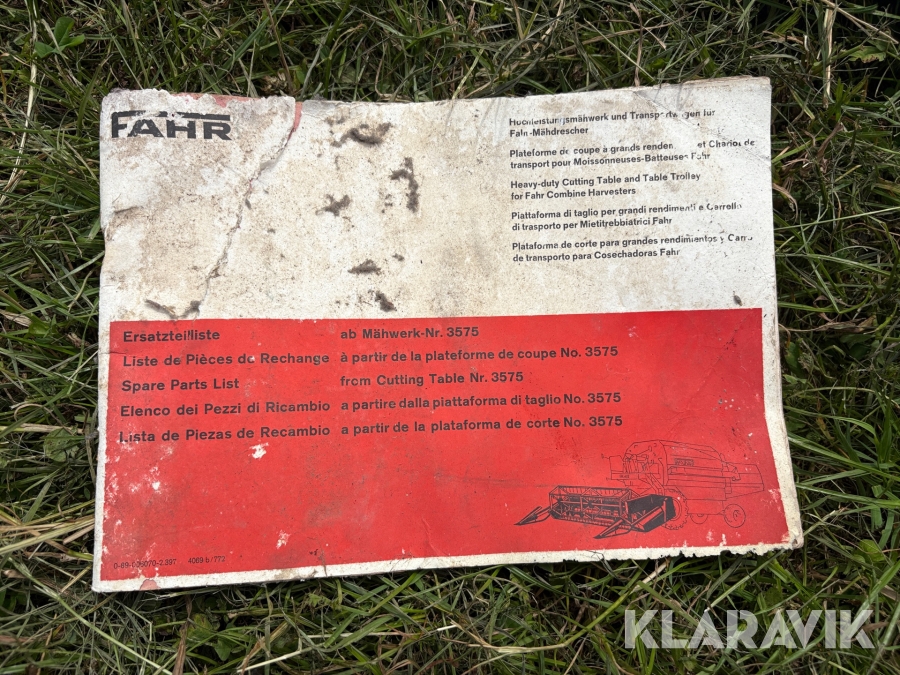 FAHR
Hochleistungsmähwerk und Transportwagen für
Fahr-Mähdrescher
Plateforme de coupe à grands rendem et Chariot de
transport pour Moissonneuses-Batteuses Fahr
Heavy-duty Cutting Table and Table Trolley
for Fahr Combine Harvesters
Piattaforma di taglio per grandi rendimenti e Carrello
di trasporto per Mietitrebbiatrici Fahr
Plataforma de corte para grandes rendimientos y Carro
de transporto para Cosechadoras Fahr
Ersatzteilliste ab Mähwerk-Nr. 3575
Liste de Pièces de Rechange à partir de la plateforme de coupe No. 3575
Spare Parts List from Cutting Table Nr. 3575
Elenco dei Pezzi di Ricambio a partire dalla piattaforma di taglio No. 3575
Lista de Piezas de Recambio a partir de la plataforma de corte No. 3575
4069-b/772
KLARAVIK